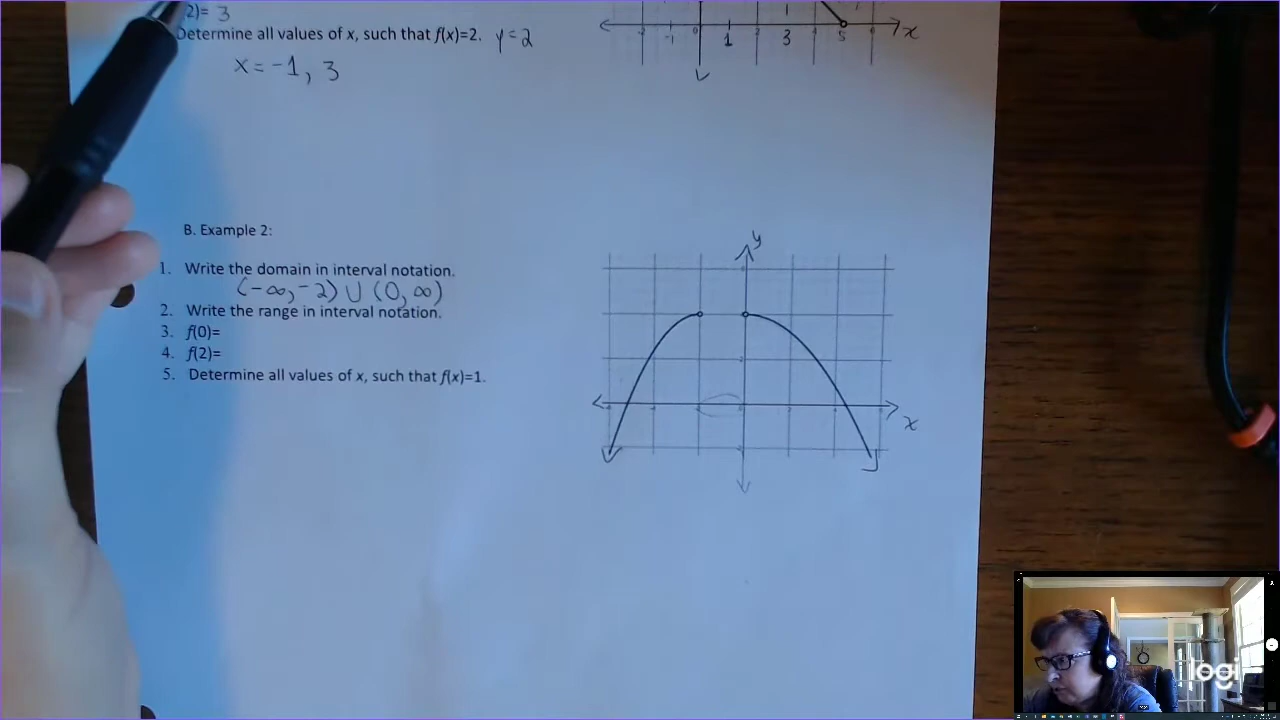 2)= 3
Determine all values of x, such that f(x)=2. y=2
x = -1, 3
-1 0 1 3 5 x
B. Example 2:
y
1. Write the domain in interval notation.
(-∞, -2) ∪ (0, ∞)
2. Write the range in interval notation.
3. f(0)=
4. f(2)=
5. Determine all values of x, such that f(x)=1.
x
logi